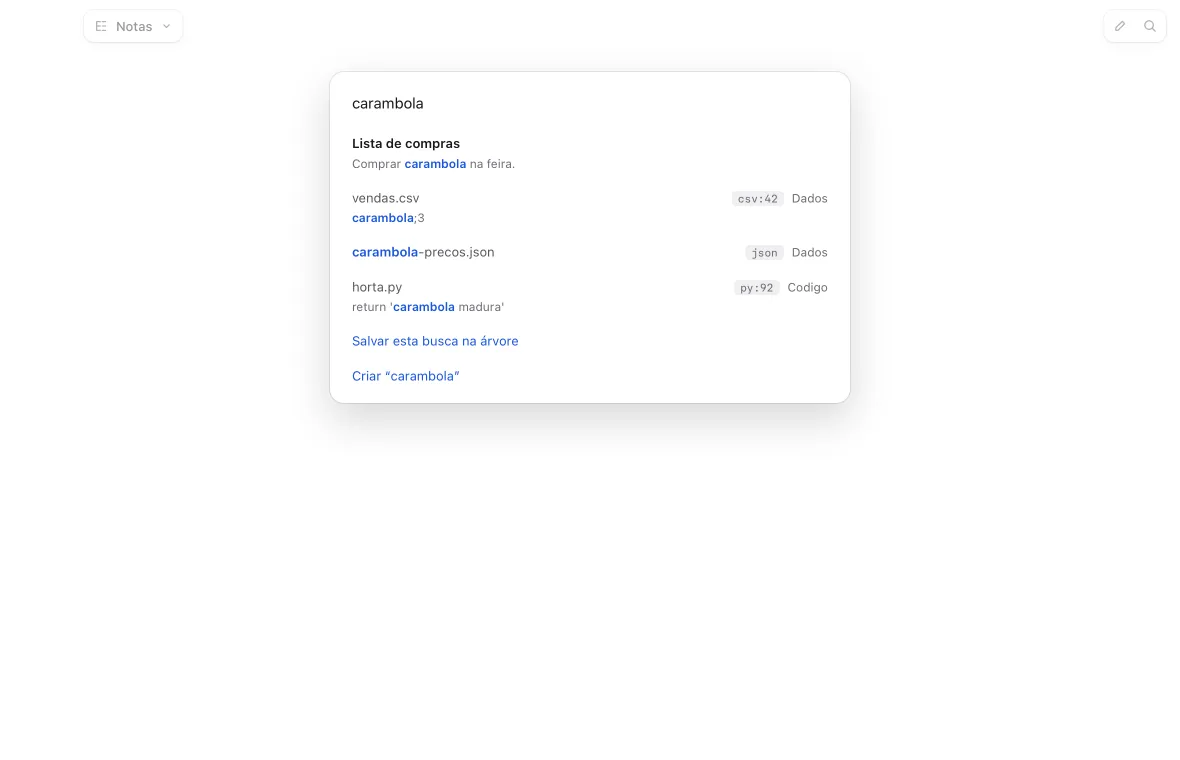 Notas
carambola
Lista de compras
Comprar carambola na feira.
vendas.csv csv:42 Dados
carambola;3
carambola-precos.json json Dados
horta.py py:92 Codigo
return 'carambola madura'
Salvar esta busca na árvore
Criar “carambola”